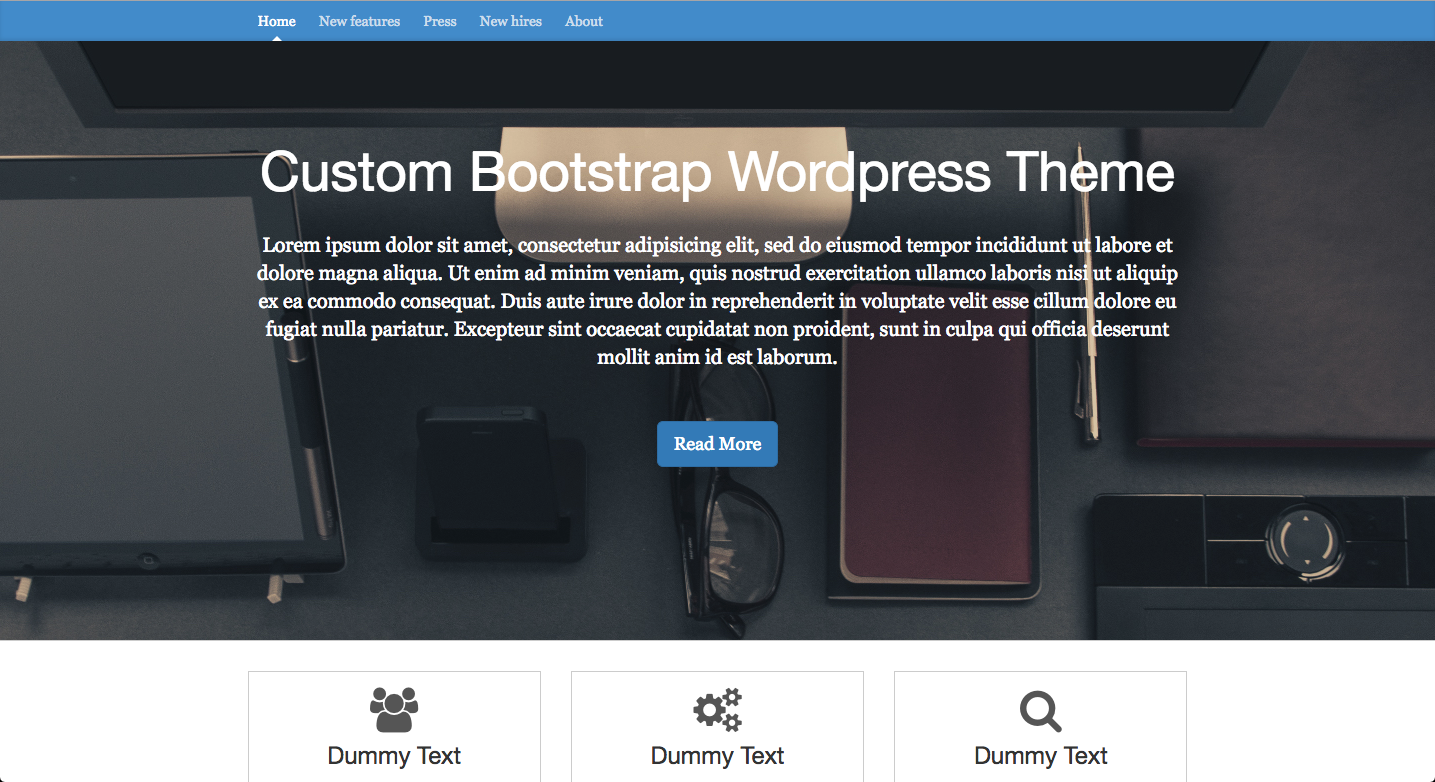 Home New features Press New hires About
Custom Bootstrap Wordpress Theme
Lorem ipsum dolor sit amet, consectetur adipisicing elit, sed do eiusmod tempor incididunt ut labore et
dolore magna aliqua. Ut enim ad minim veniam, quis nostrud exercitation ullamco laboris nisi ut aliquip
ex ea commodo consequat. Duis aute irure dolor in reprehenderit in voluptate velit esse cillum dolore eu
fugiat nulla pariatur. Excepteur sint occaecat cupidatat non proident, sunt in culpa qui officia deserunt
mollit anim id est laborum.
Read More
Dummy Text Dummy Text Dummy Text